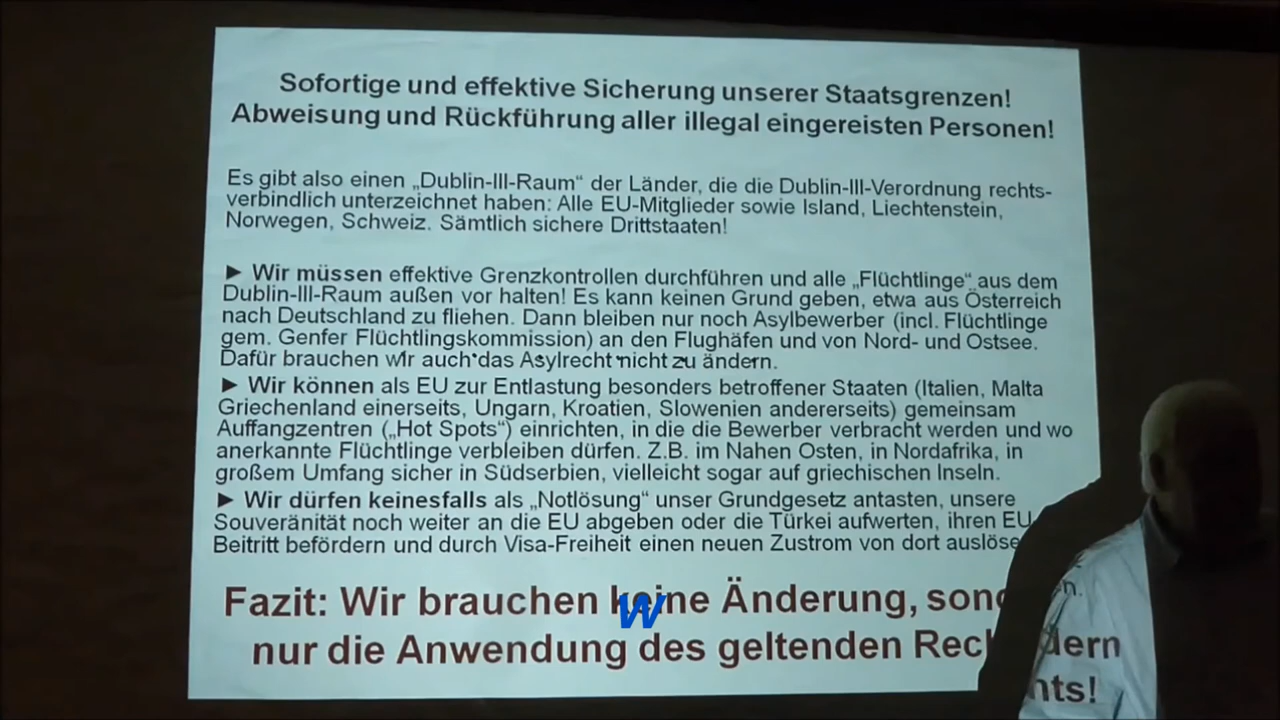 Sofortige und effektive Sicherung unserer Staatsgrenzen!
Abweisung und Rückführung aller illegal eingereisten Personen!
Es gibt also einen „Dublin-III-Raum“ der Länder, die die Dublin-III-Verordnung rechts-
verbindlich unterzeichnet haben: Alle EU-Mitglieder sowie Island, Liechtenstein,
Norwegen, Schweiz. Sämtlich sichere Drittstaaten!
► Wir müssen effektive Grenzkontrollen durchführen und alle „Flüchtlinge“ aus dem
Dublin-III-Raum außen vor halten! Es kann keinen Grund geben, etwa aus Österreich
nach Deutschland zu fliehen. Dann bleiben nur noch Asylbewerber (incl. Flüchtlinge
gem. Genfer Flüchtlingskommission) an den Flughäfen und von Nord- und Ostsee.
Dafür brauchen wir auch das Asylrecht nicht zu ändern.
► Wir können als EU zur Entlastung besonders betroffener Staaten (Italien, Malta
Griechenland einerseits, Ungarn, Kroatien, Slowenien andererseits) gemeinsam
Auffangzentren („Hot Spots“) einrichten, in die die Bewerber verbracht werden und wo
anerkannte Flüchtlinge verbleiben dürfen. Z.B. im Nahen Osten, in Nordafrika, in
großem Umfang sicher in Südserbien, vielleicht sogar auf griechischen Inseln.
► Wir dürfen keinesfalls als „Notlösung“ unser Grundgesetz antasten, unsere
Souveränität noch weiter an die EU abgeben oder die Türkei aufwerten, ihren EU
Beitritt befördern und durch Visa-Freiheit einen neuen Zustrom von dort auslösen.
Fazit: Wir brauchen keine Änderung, sondern
nur die Anwendung des geltenden Rechts!
W